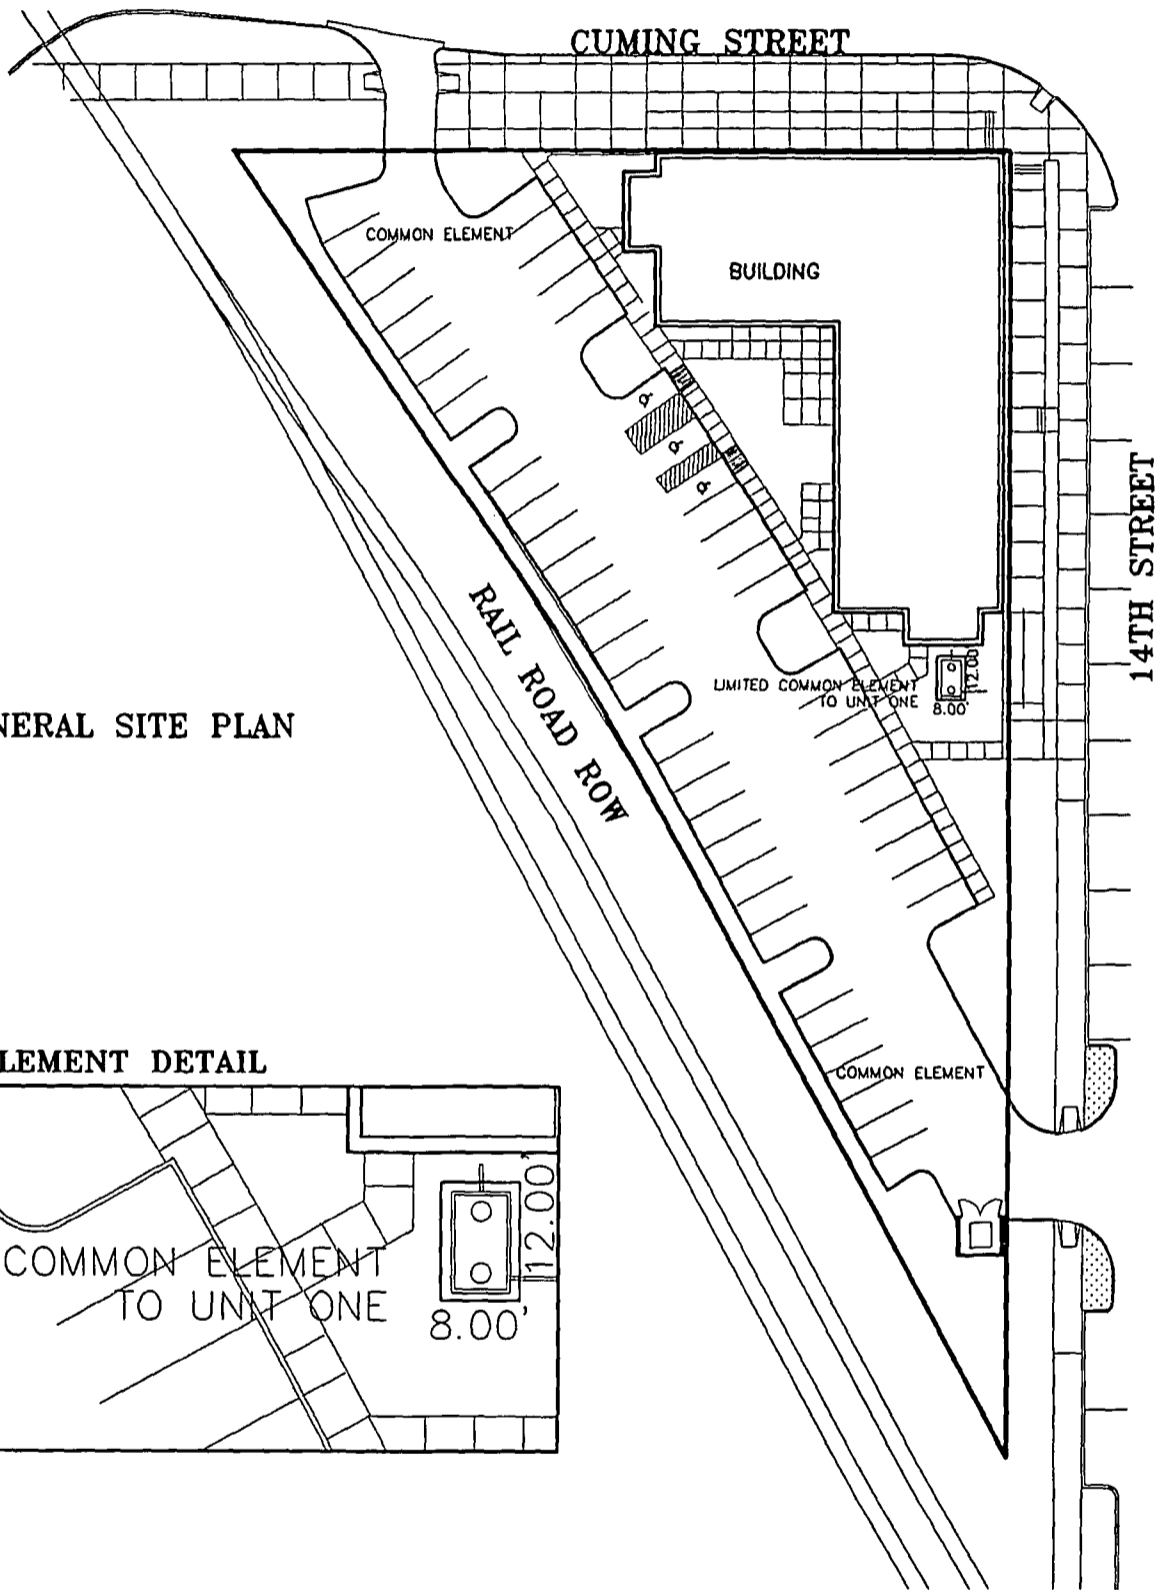 CUMING STREET
COMMON ELEMENT
BUILDING
14TH STREET
RAIL ROAD ROW
LIMITED COMMON ELEMENT
TO UNIT ONE
12.00'
8.00'
NERAL SITE PLAN
LEMENT DETAIL
COMMON ELEMENT
COMMON ELEMENT
TO UNIT ONE
12.00'
8.00'